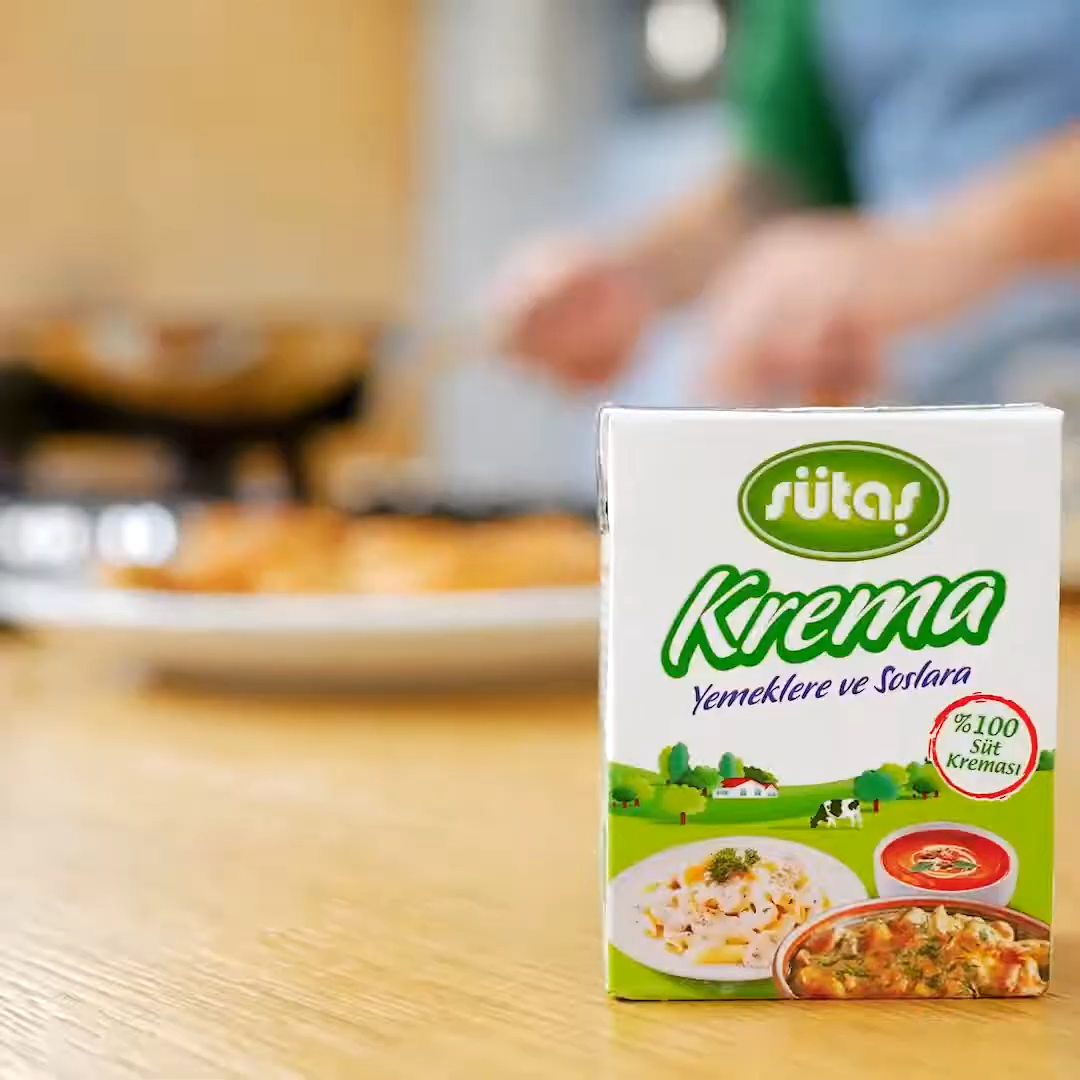 sütaş
Krema
Yemeklere ve Soslara
%100
Süt
Kreması